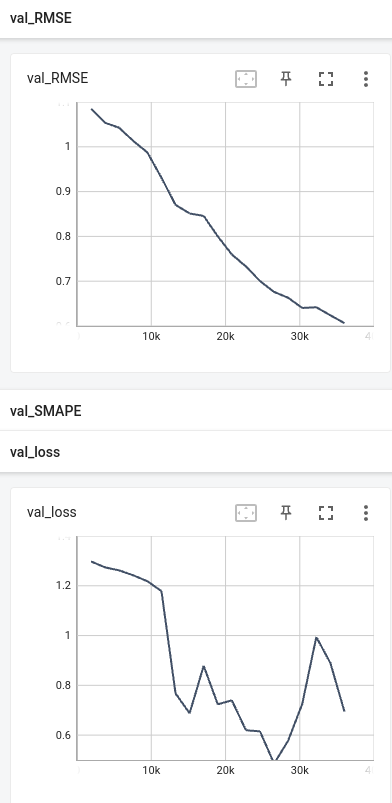 val_RMSE
val_RMSE
1
0.9
0.8
0.7
10k 20k 30k
val_SMAPE
val_loss
val_loss
1.2
1
0.8
0.6
10k 20k 30k